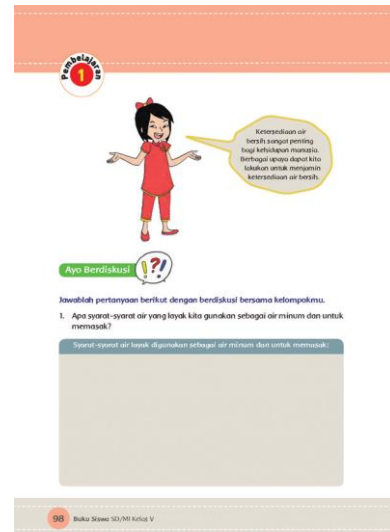 Pembelajaran
1
Ketersediaan air
bersih sangat penting
bagi kehidupan manusia.
Berbagai upaya dapat kita
lakukan untuk menjamin
ketersediaan air bersih.
Ayo Berdiskusi
Jawablah pertanyaan berikut dengan berdiskusi bersama kelompokmu.
1. Apa syarat-syarat air yang layak kita gunakan sebagai air minum dan untuk
memasak?
Syarat-syarat air layak digunakan sebagai air minum dan untuk memasak:
98 Buku Siswa SD/MI Kelas V